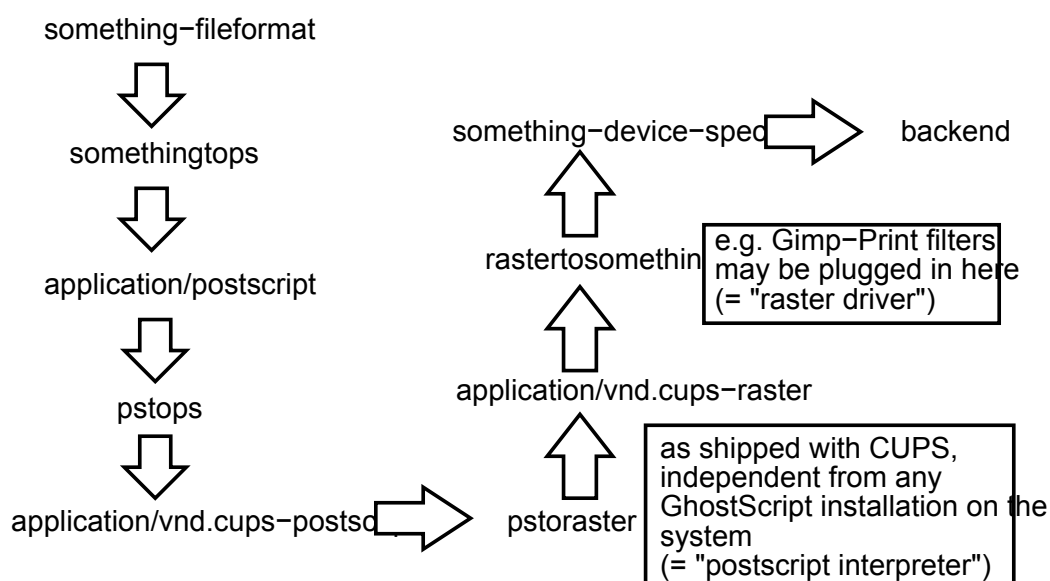 something−fileformat
somethingtops
application/postscript
pstops
application/vnd.cups−postsc
pstoraster
as shipped with CUPS,
independent from any
GhostScript installation on the
system
(= "postscript interpreter")
application/vnd.cups−raster
rastertosomethin
e.g. Gimp−Print filters
may be plugged in here
(= "raster driver")
something−device−spec
backend